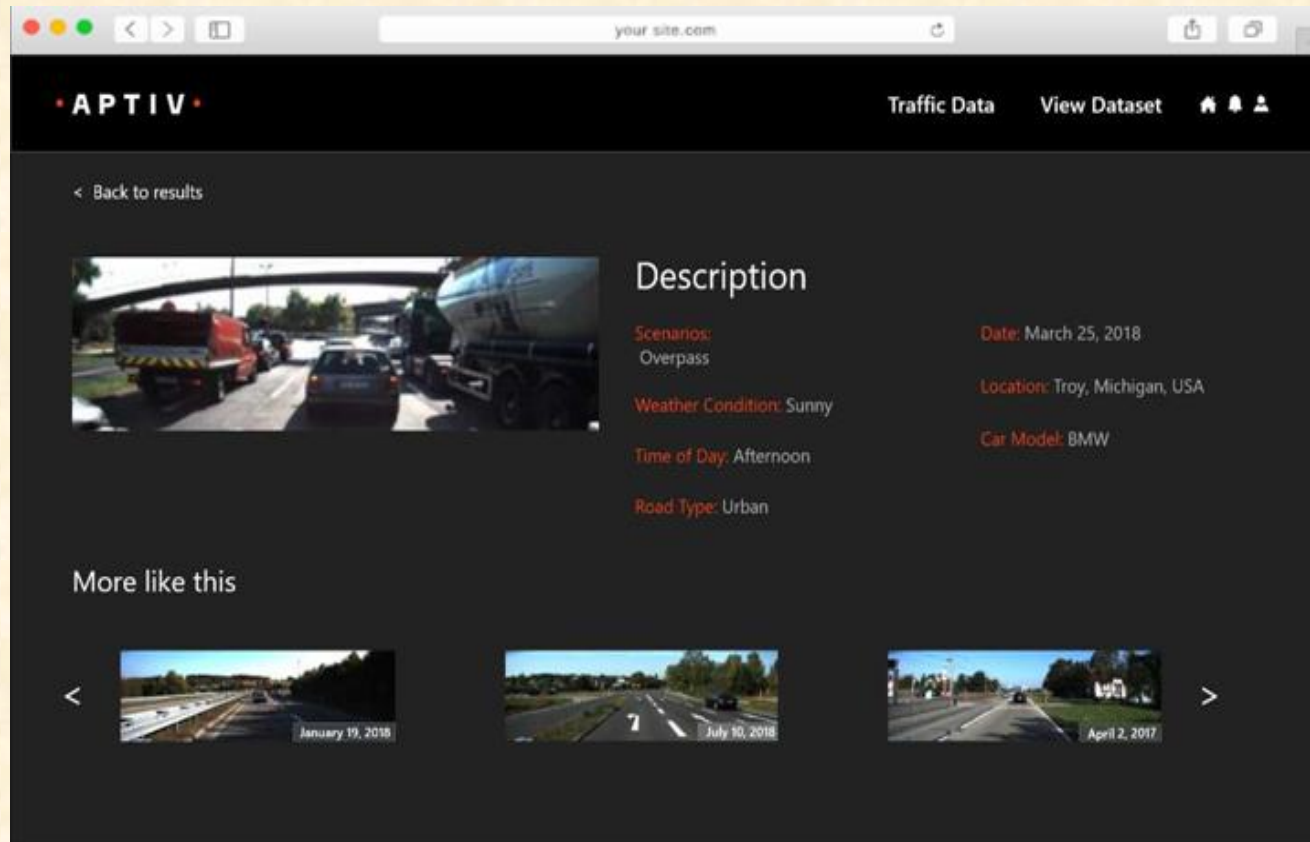 your site.com
·APTIV·
Traffic Data View Dataset
< Back to results
Description
Scenarios:
Overpass
Weather Condition: Sunny
Time of Day: Afternoon
Road Type: Urban
Date: March 25, 2018
Location: Troy, Michigan, USA
Car Model: BMW
More like this
<
January 19, 2018
July 10, 2018
April 2, 2017
>